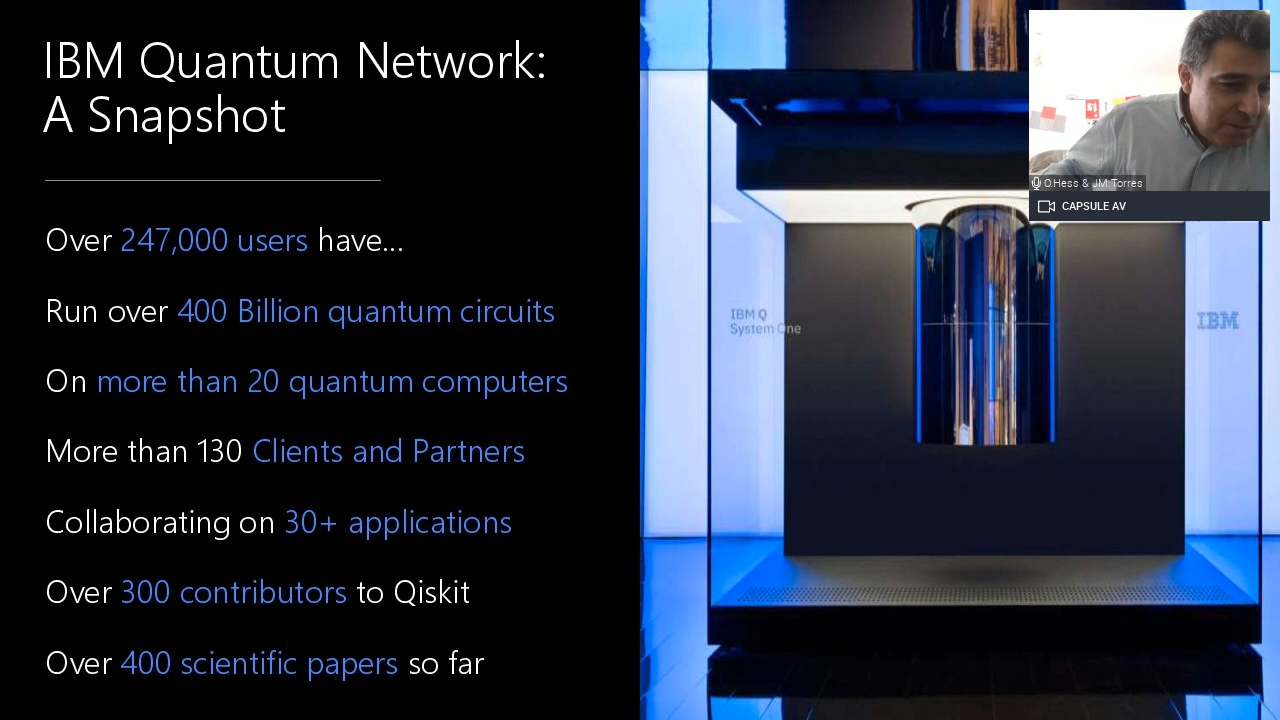 IBM Quantum Network:
A Snapshot
Over 247,000 users have...
Run over 400 Billion quantum circuits
On more than 20 quantum computers
More than 130 Clients and Partners
Collaborating on 30+ applications
Over 300 contributors to Qiskit
Over 400 scientific papers so far
IBM Q
System One
IBM
O.Hess & J.M.Torres
CAPSULE AV